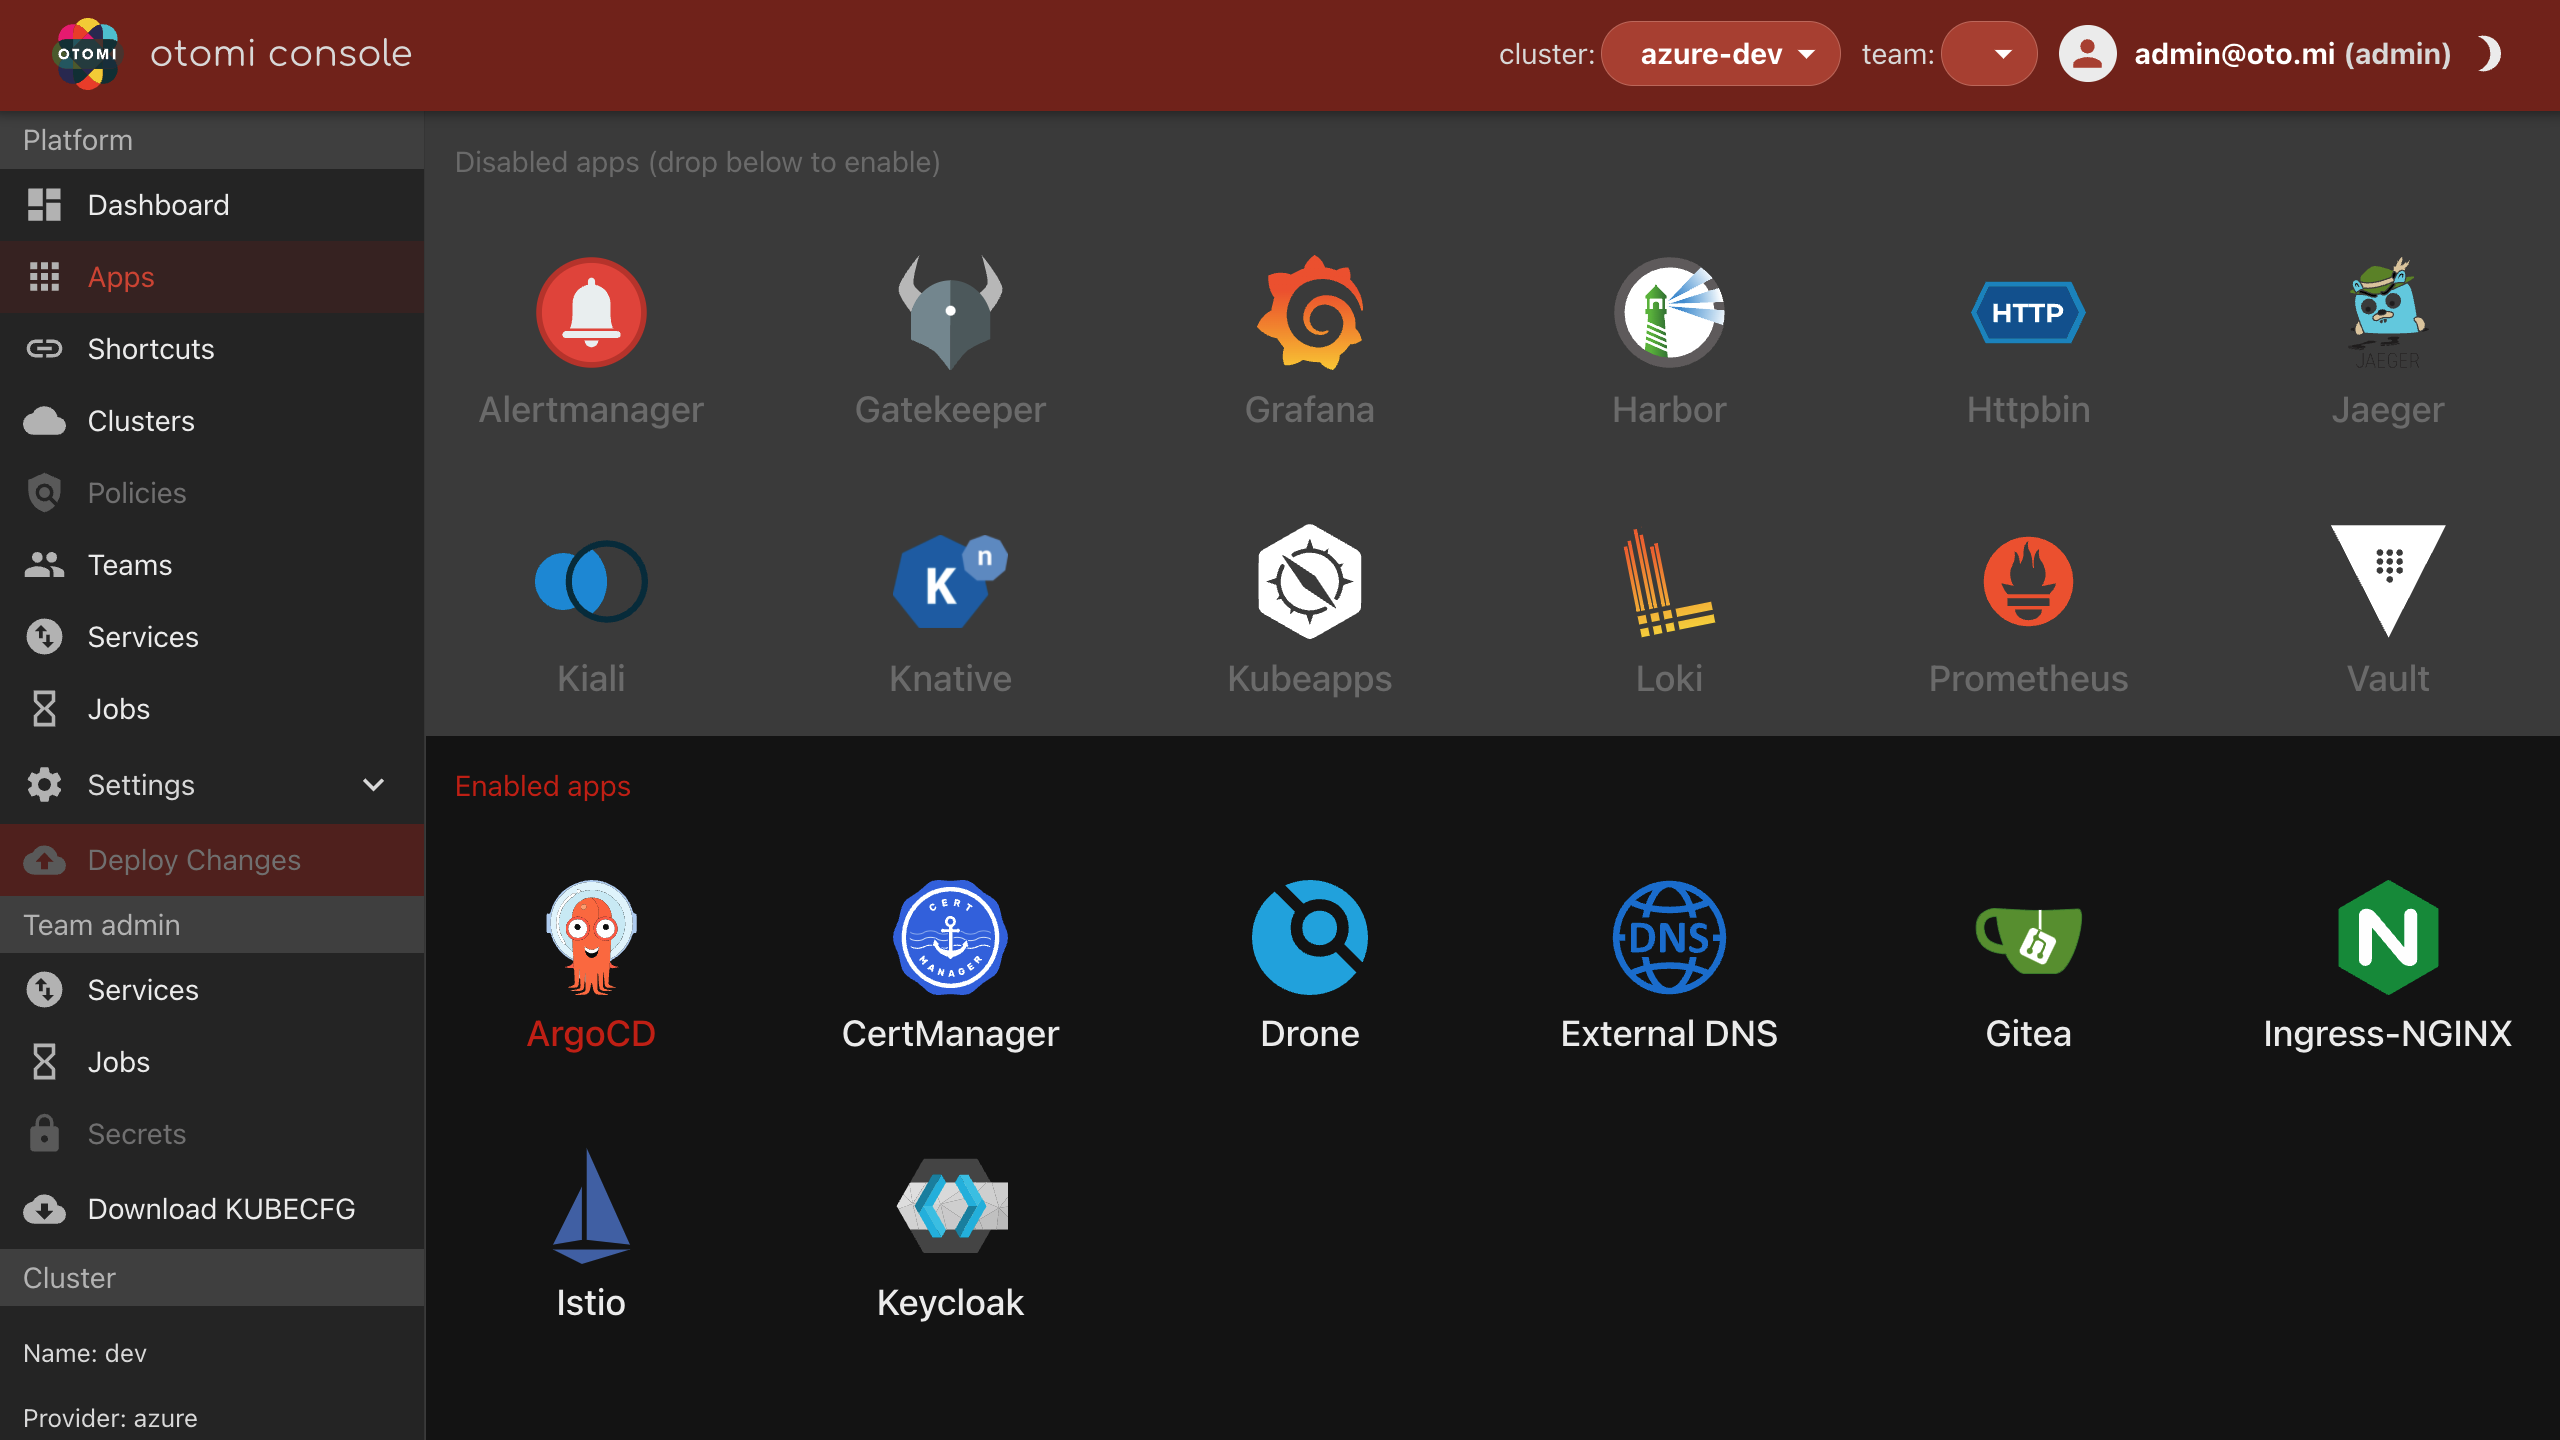 OTOMI
otomi console
cluster: azure-dev
team:
admin@oto.mi (admin)
Platform
Dashboard
Apps
Shortcuts
Clusters
Policies
Teams
Services
Jobs
Settings
Deploy Changes
Team admin
Services
Jobs
Secrets
Download KUBECFG
Cluster
Name: dev
Provider: azure
Disabled apps (drop below to enable)
HTTP
JAEGER
Alertmanager
Gatekeeper
Grafana
Harbor
Httpbin
Jaeger
K n
Kiali
Knative
Kubeapps
Loki
Prometheus
Vault
Enabled apps
CERT
MANAGER
DNS
N
ArgoCD
CertManager
Drone
External DNS
Gitea
Ingress-NGINX
Istio
Keycloak